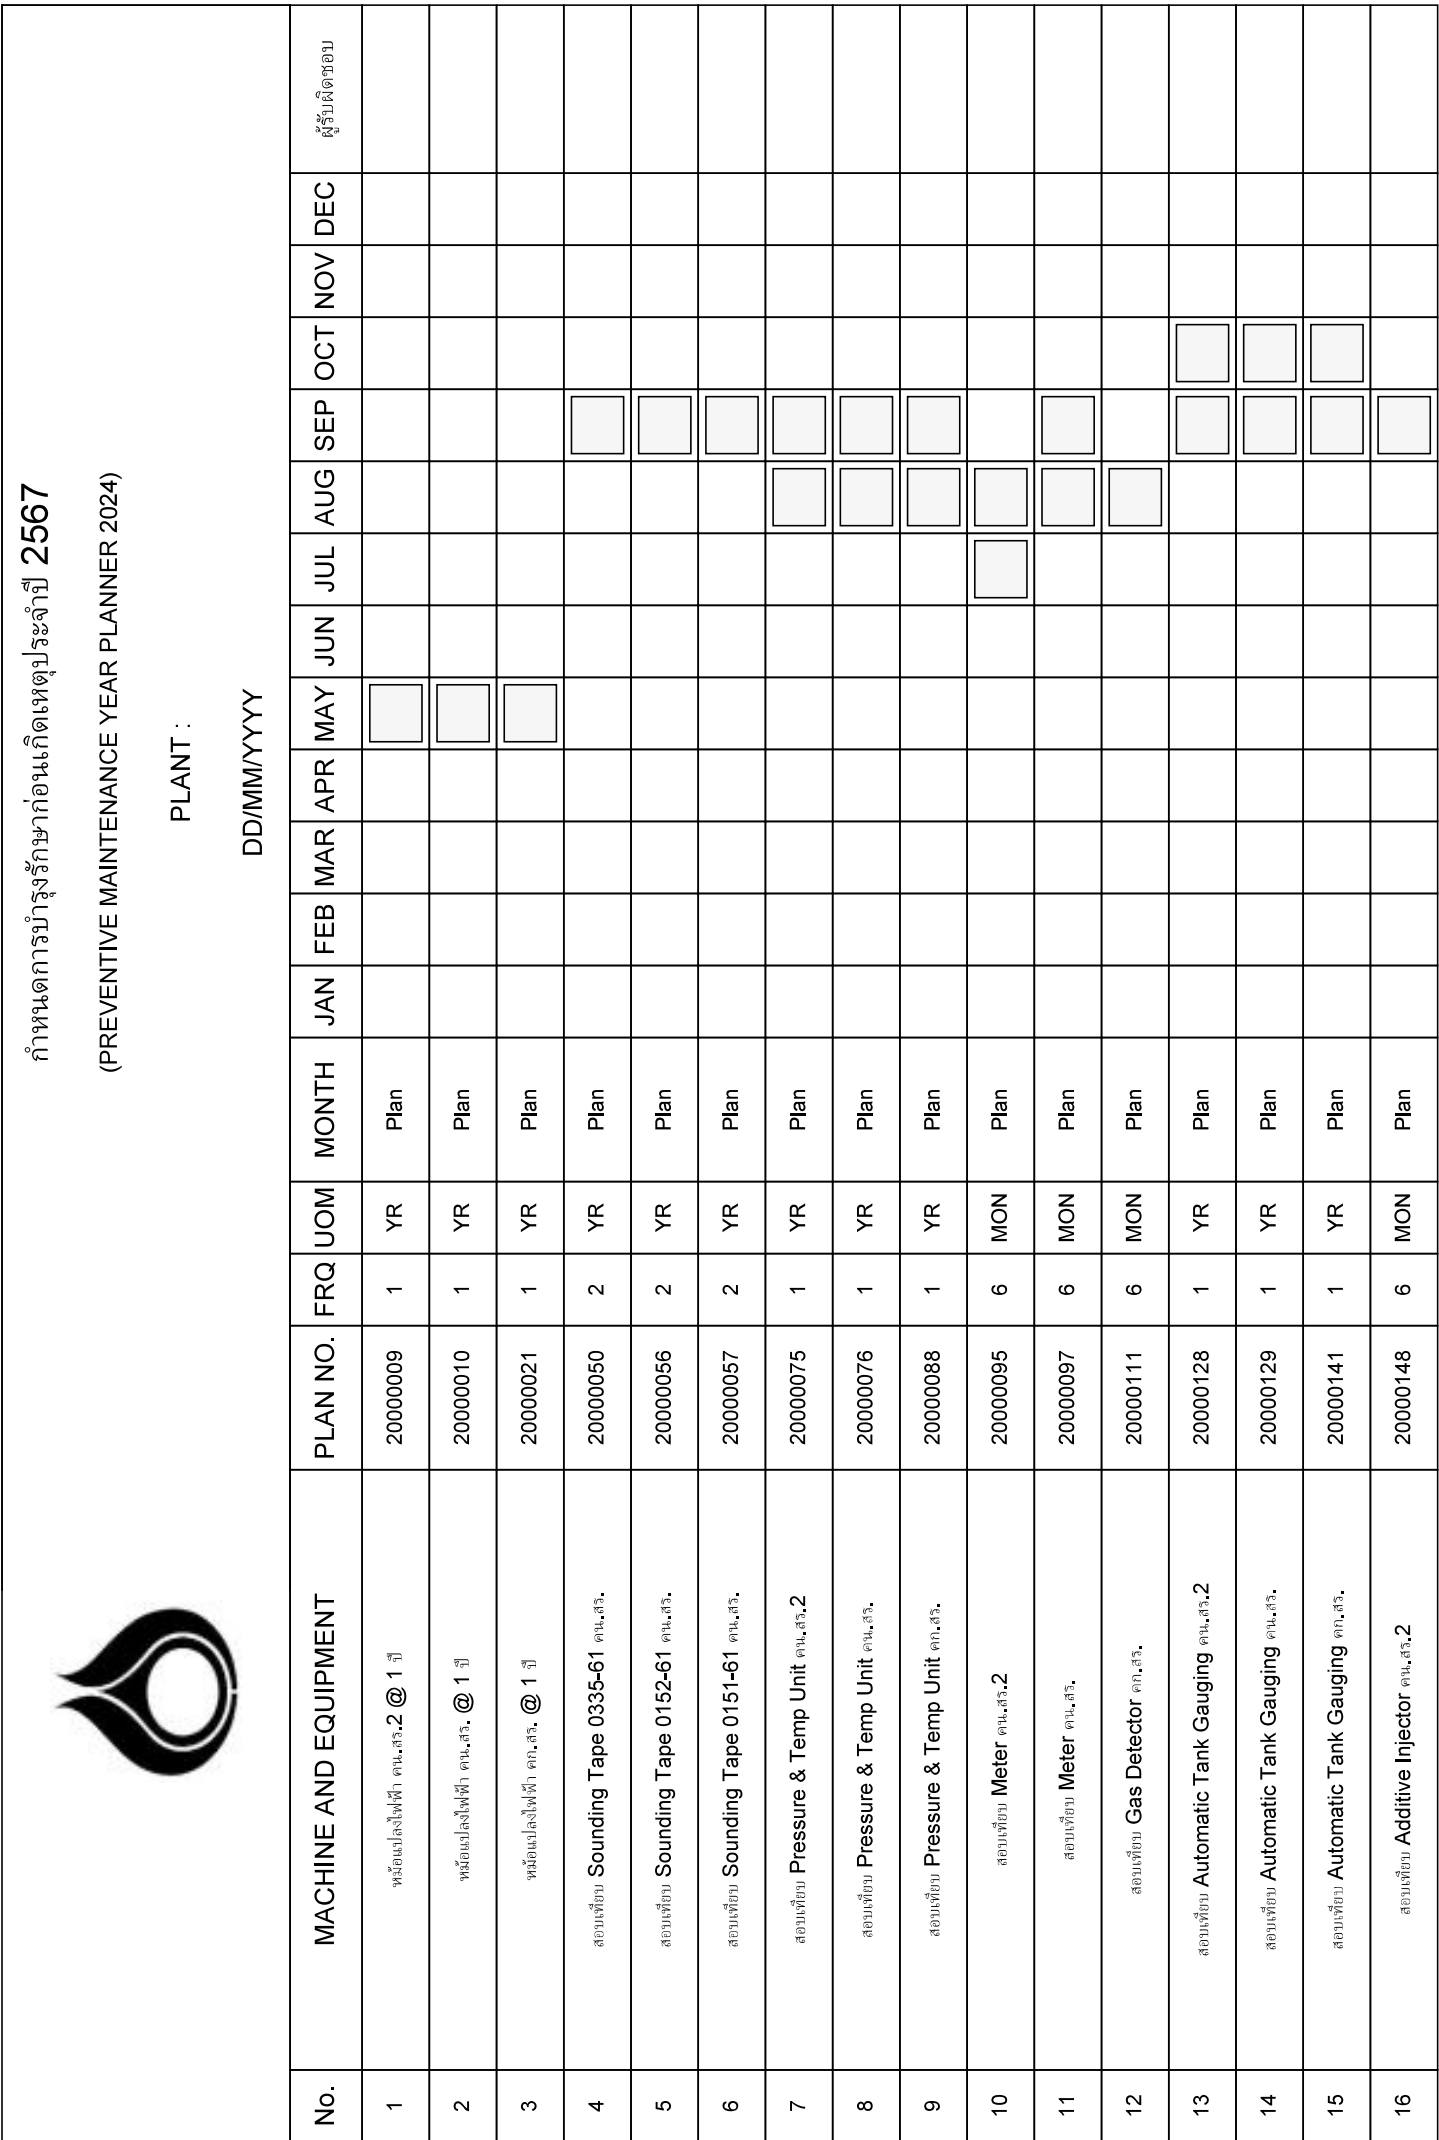 กำหนดการบำรุงรักษาก่อนเกิดเหตุประจำปี 2567
(PREVENTIVE MAINTENANCE YEAR PLANNER 2024)
PLANT :
DD/MM/YYYY
No. MACHINE AND EQUIPMENT PLAN NO. FRQ UOM MONTH JAN FEB MAR APR MAY JUN JUL AUG SEP OCT NOV DEC ผู้รับผิดชอบ
1 หม้อแปลงไฟฟ้า คน.สร.2 @ 1 ปี 20000009 1 YR Plan
2 หม้อแปลงไฟฟ้า คน.สร. @ 1 ปี 20000010 1 YR Plan
3 หม้อแปลงไฟฟ้า คก.สร. @ 1 ปี 20000021 1 YR Plan
4 สอบเทียบ Sounding Tape 0335-61 คน.สร. 20000050 2 YR Plan
5 สอบเทียบ Sounding Tape 0152-61 คน.สร. 20000056 2 YR Plan
6 สอบเทียบ Sounding Tape 0151-61 คน.สร. 20000057 2 YR Plan
7 สอบเทียบ Pressure & Temp Unit คน.สร.2 20000075 1 YR Plan
8 สอบเทียบ Pressure & Temp Unit คน.สร. 20000076 1 YR Plan
9 สอบเทียบ Pressure & Temp Unit คก.สร. 20000088 1 YR Plan
10 สอบเทียบ Meter คน.สร.2 20000095 6 MON Plan
11 สอบเทียบ Meter คน.สร. 20000097 6 MON Plan
12 สอบเทียบ Gas Detector คก.สร. 20000111 6 MON Plan
13 สอบเทียบ Automatic Tank Gauging คน.สร.2 20000128 1 YR Plan
14 สอบเทียบ Automatic Tank Gauging คน.สร. 20000129 1 YR Plan
15 สอบเทียบ Automatic Tank Gauging คก.สร. 20000141 1 YR Plan
16 สอบเทียบ Additive Injector คน.สร.2 20000148 6 MON Plan